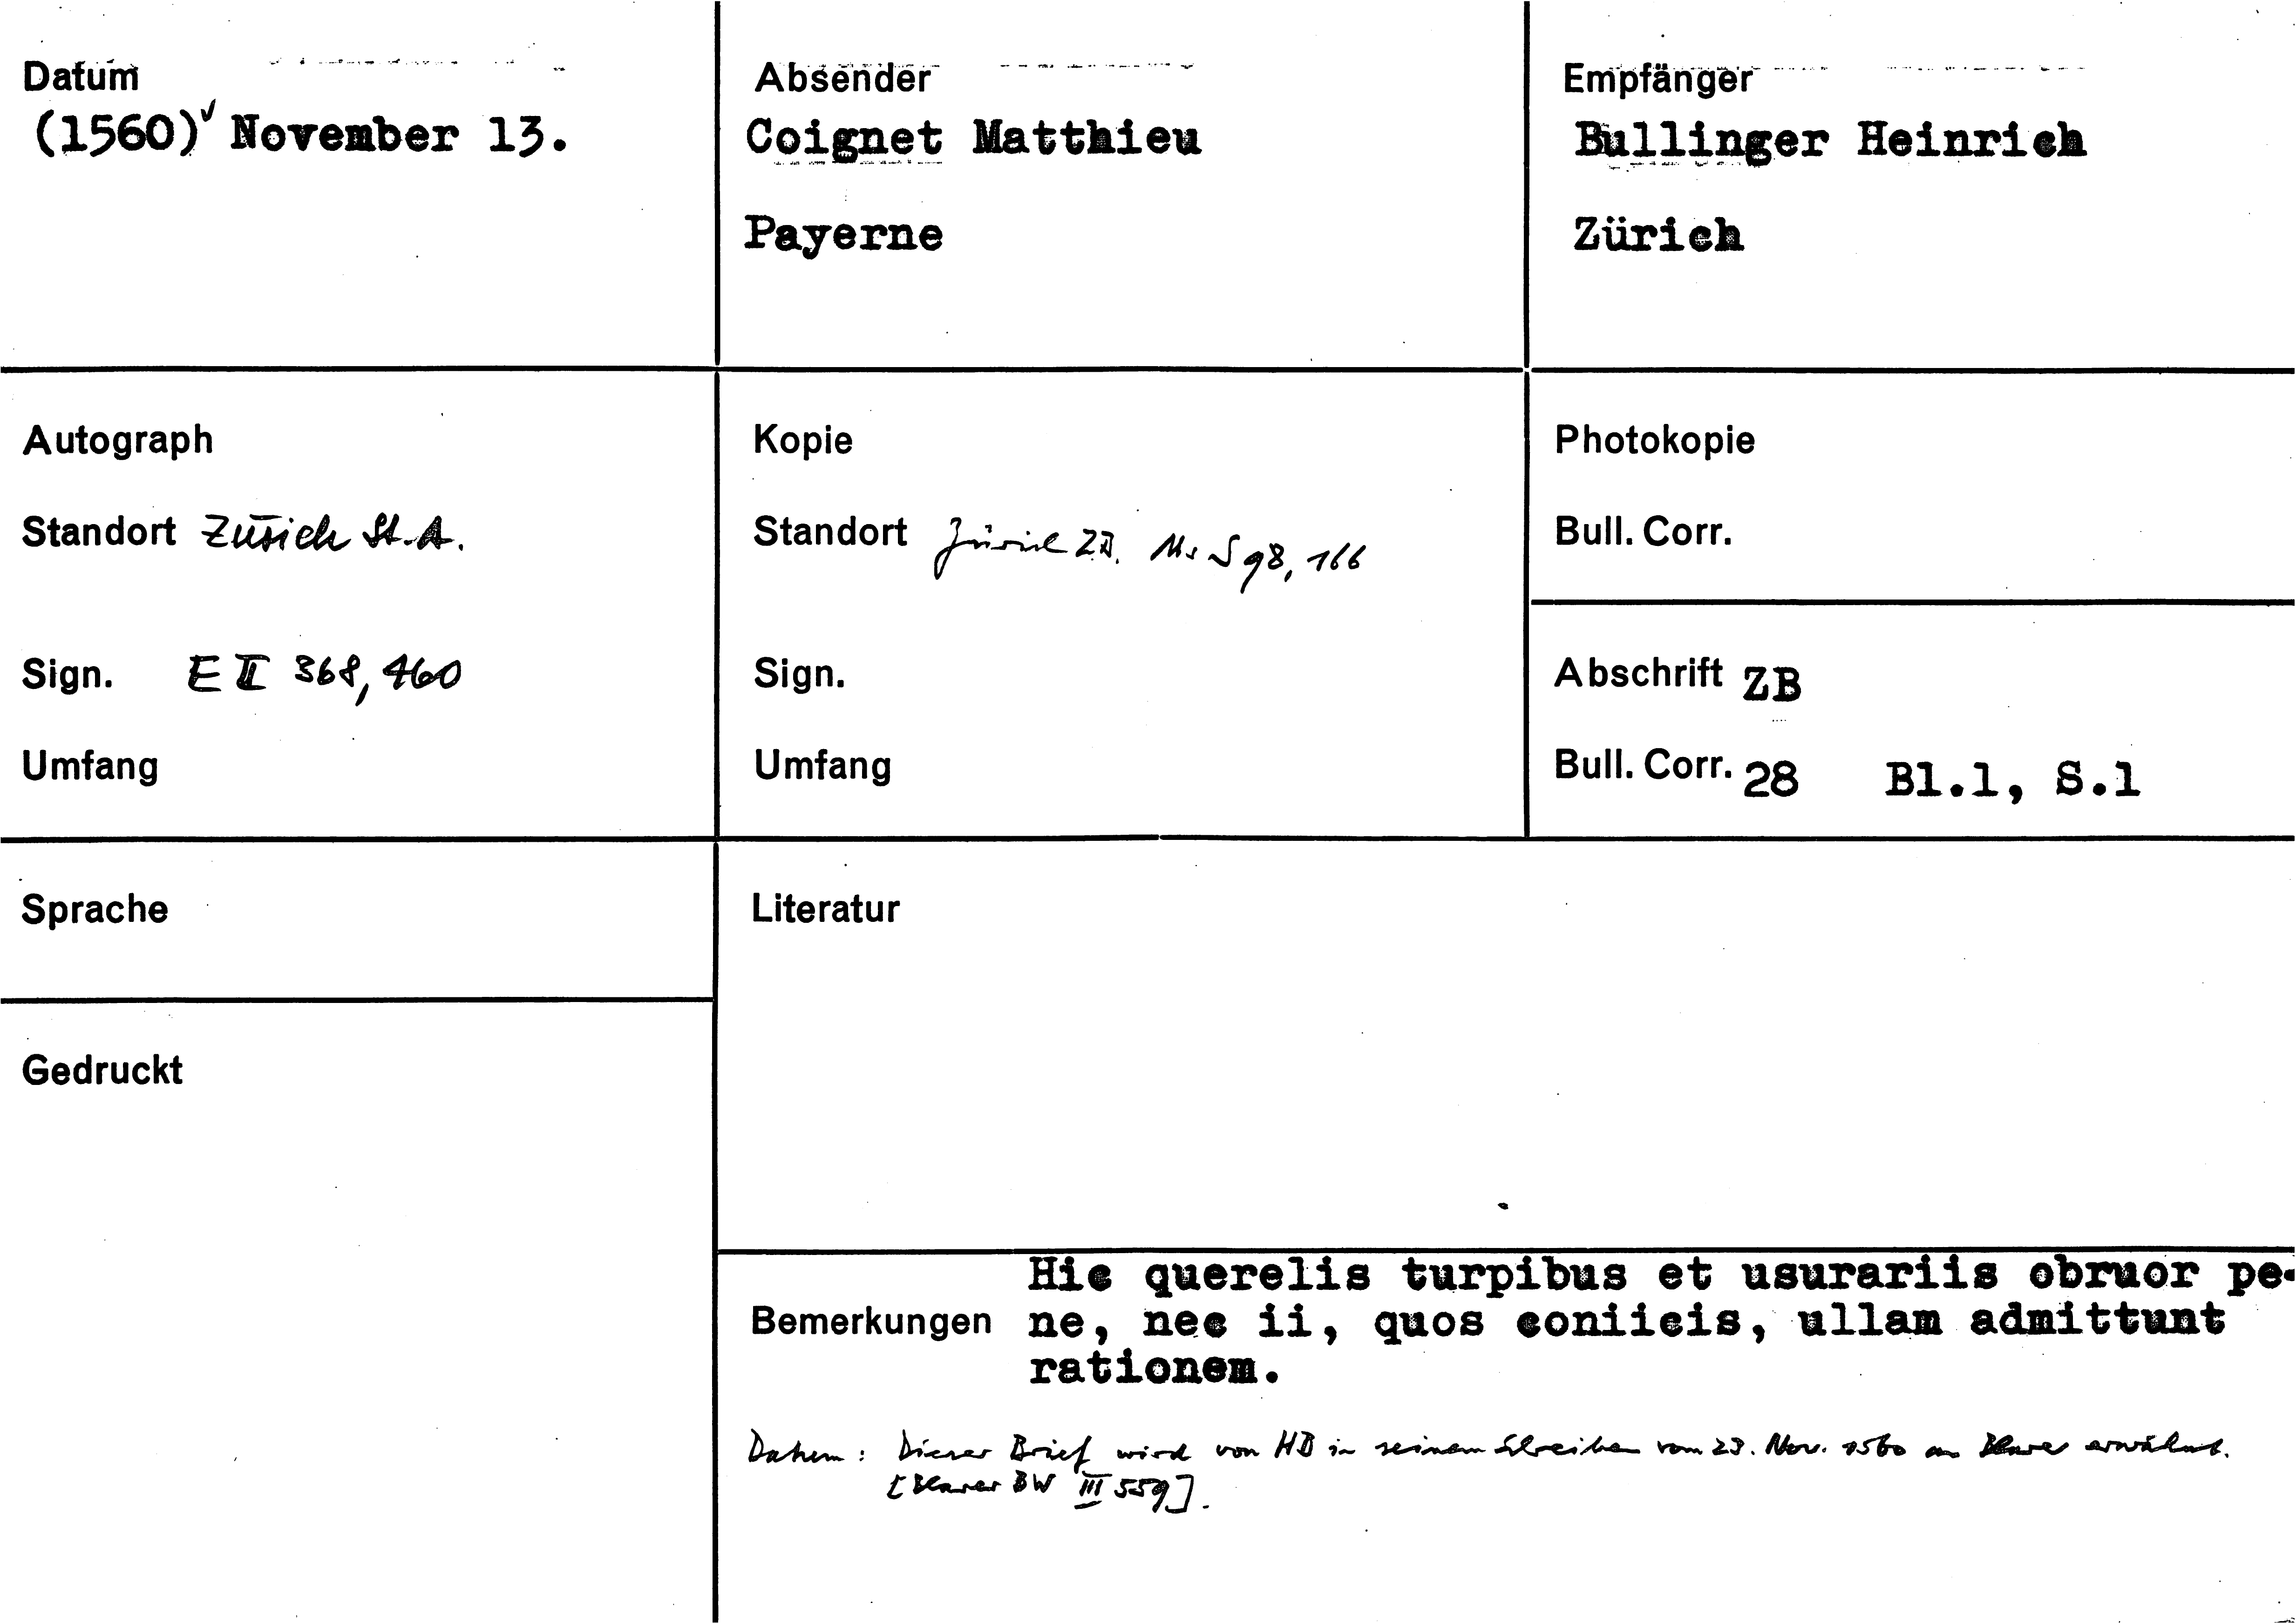 Datum
(1560)√ November 13.
Absender
Coignet Matthieu
Payerne
Empfänger
Bullinger Heinrich
Zürich
Autograph
Standort Zürich St.A.
Sign. E II 368, 460
Umfang
Kopie
Standort Zürich ZB. Ms S 98, 166
Sign.
Umfang
Photokopie
Bull. Corr.
Abschrift ZB
Bull. Corr. 28 Bl.1, S.1
Sprache
Gedruckt
Literatur
Bemerkungen
Hic querelis turpibus et usurariis obruor pe-
ne, nec ii, quos coniicis, ullam admittunt
rationem.
Datum: Dieser Brief wird von HB in seinem Schreiben vom 23. Nov. 1560 an Blarer erwähnt.
[Blarer BW III 559].